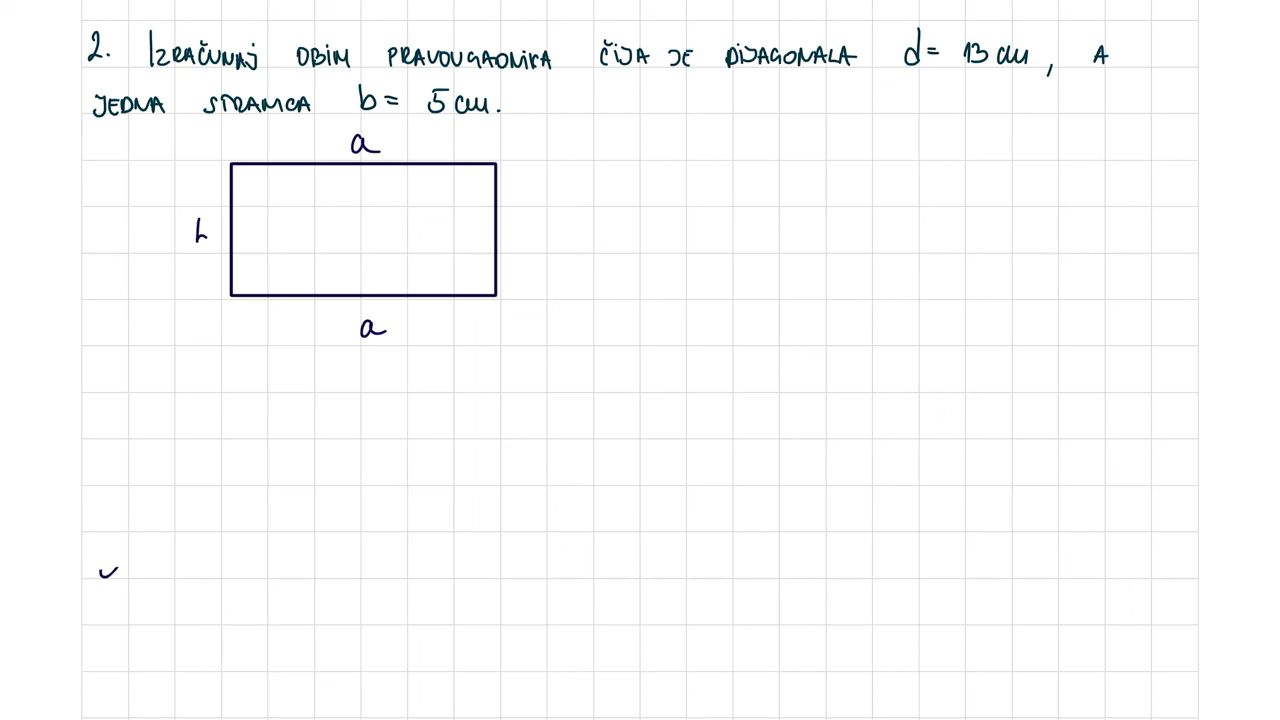 2. IZRAČUNAJ OBIM PRAVOUGAONIKA ČIJA JE DIJAGONALA d = 13 cm, A
JEDNA STRANICA b = 5 cm.
a
a